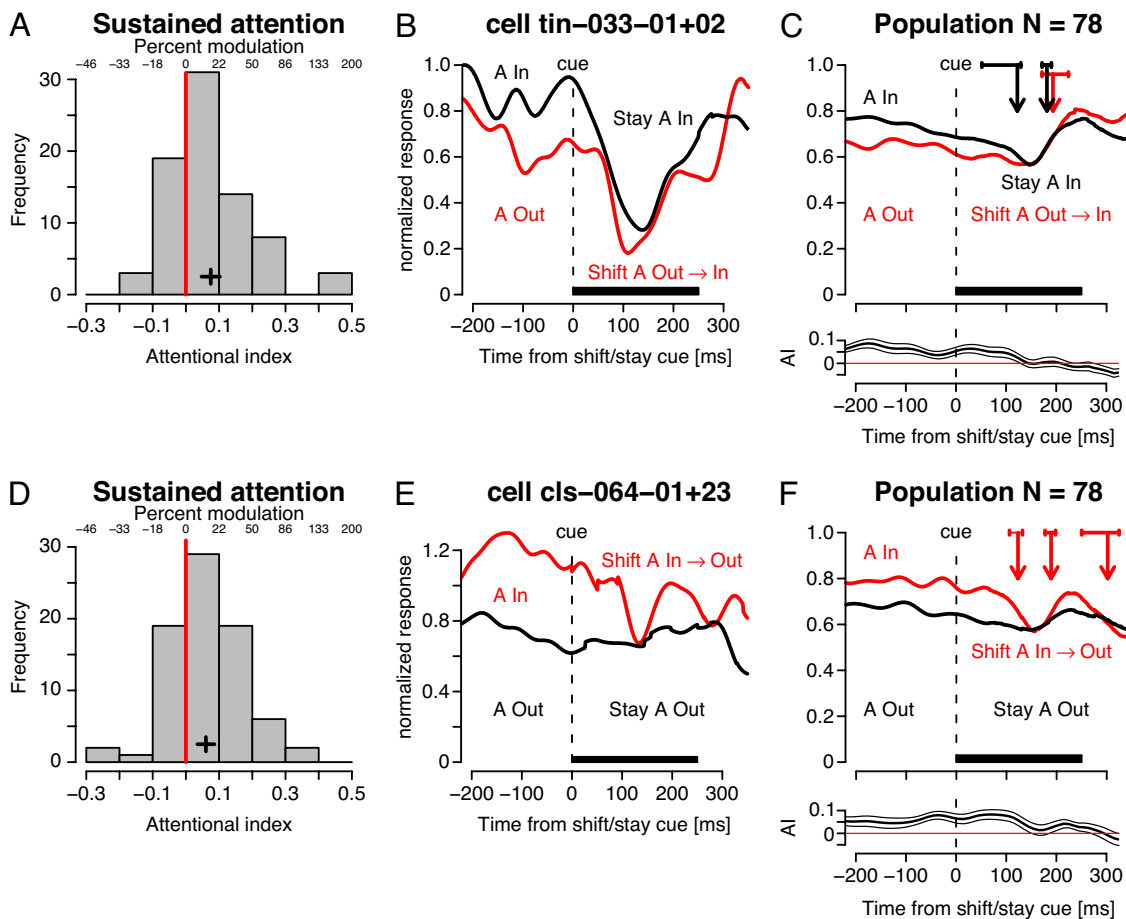 A Sustained attention
Percent modulation
−46 −33 −18 0 22 50 86 133 200
Frequency
30
20
10
0
−0.3 −0.1 0.1 0.3 0.5
Attentional index
B cell tin−033−01+02
cue
A In
Stay A In
A Out
Shift A Out → In
normalized response
1.0
0.8
0.6
0.4
0.2
0
−200 −100 0 100 200 300
Time from shift/stay cue [ms]
C Population N = 78
cue
A In
Stay A In
A Out
Shift A Out → In
1.0
0.8
0.6
0.4
0.2
0
AI
0.1
0
−200 −100 0 100 200 300
Time from shift/stay cue [ms]
D Sustained attention
Percent modulation
−46 −33 −18 0 22 50 86 133 200
Frequency
30
20
10
0
−0.3 −0.1 0.1 0.3 0.5
Attentional index
E cell cls−064−01+23
cue
Shift A In → Out
A In
A Out
Stay A Out
normalized response
1.2
0.8
0.4
0
−200 −100 0 100 200 300
Time from shift/stay cue [ms]
F Population N = 78
cue
A In
Shift A In → Out
A Out
Stay A Out
1.0
0.8
0.6
0.4
0.2
0
AI
0.1
0
−200 −100 0 100 200 300
Time from shift/stay cue [ms]